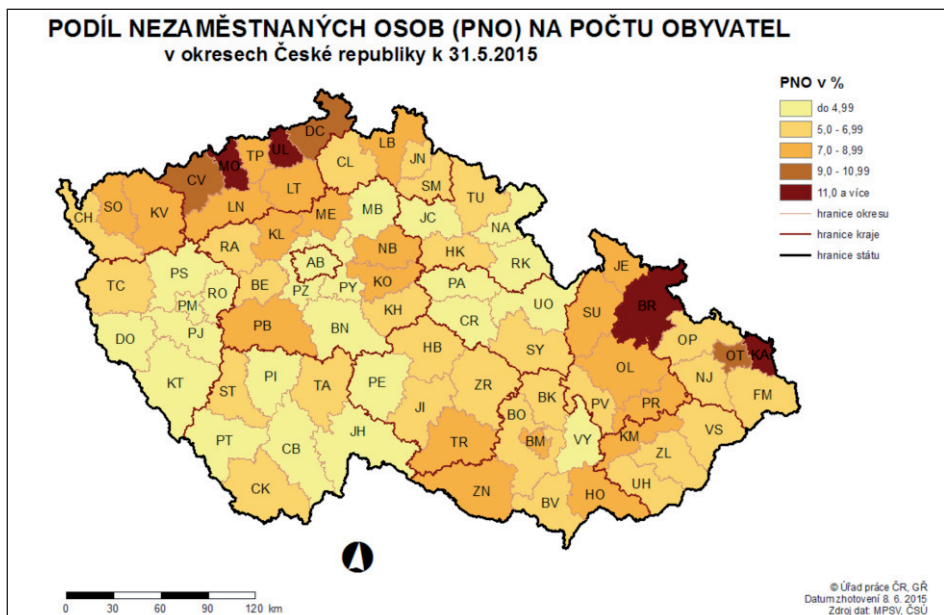 PODÍL NEZAMĚSTNANÝCH OSOB (PNO) NA POČTU OBYVATEL
v okresech České republiky k 31.5.2015
PNO v %
do 4,99
5,0 - 6,99
7,0 - 8,99
9,0 - 10,99
11,0 a více
hranice okresu
hranice kraje
hranice státu
DC
UL
LB
MO
TP
CL
JN
CV
LT
SM
TU
CH
SO
KV
LN
ME
MB
JC
NA
RA
KL
NB
HK
RK
AB
JE
TC
PS
BE
PZ
PY
KO
PA
RO
PM
KH
CR
UO
SU
BR
PB
BN
OP
DO
PJ
HB
SY
OT
KA
KT
PI
OL
NJ
ST
TA
PE
ZR
BK
PV
PR
FM
JI
BO
VS
PT
CB
JH
TR
BM
VY
KM
ZL
CK
ZN
BV
HO
UH
0 30 60 90 120 km
© Úřad práce ČR, GŘ
Datum zhotovení 8. 6. 2015
Zdroj dat: MPSV, ČSÚ